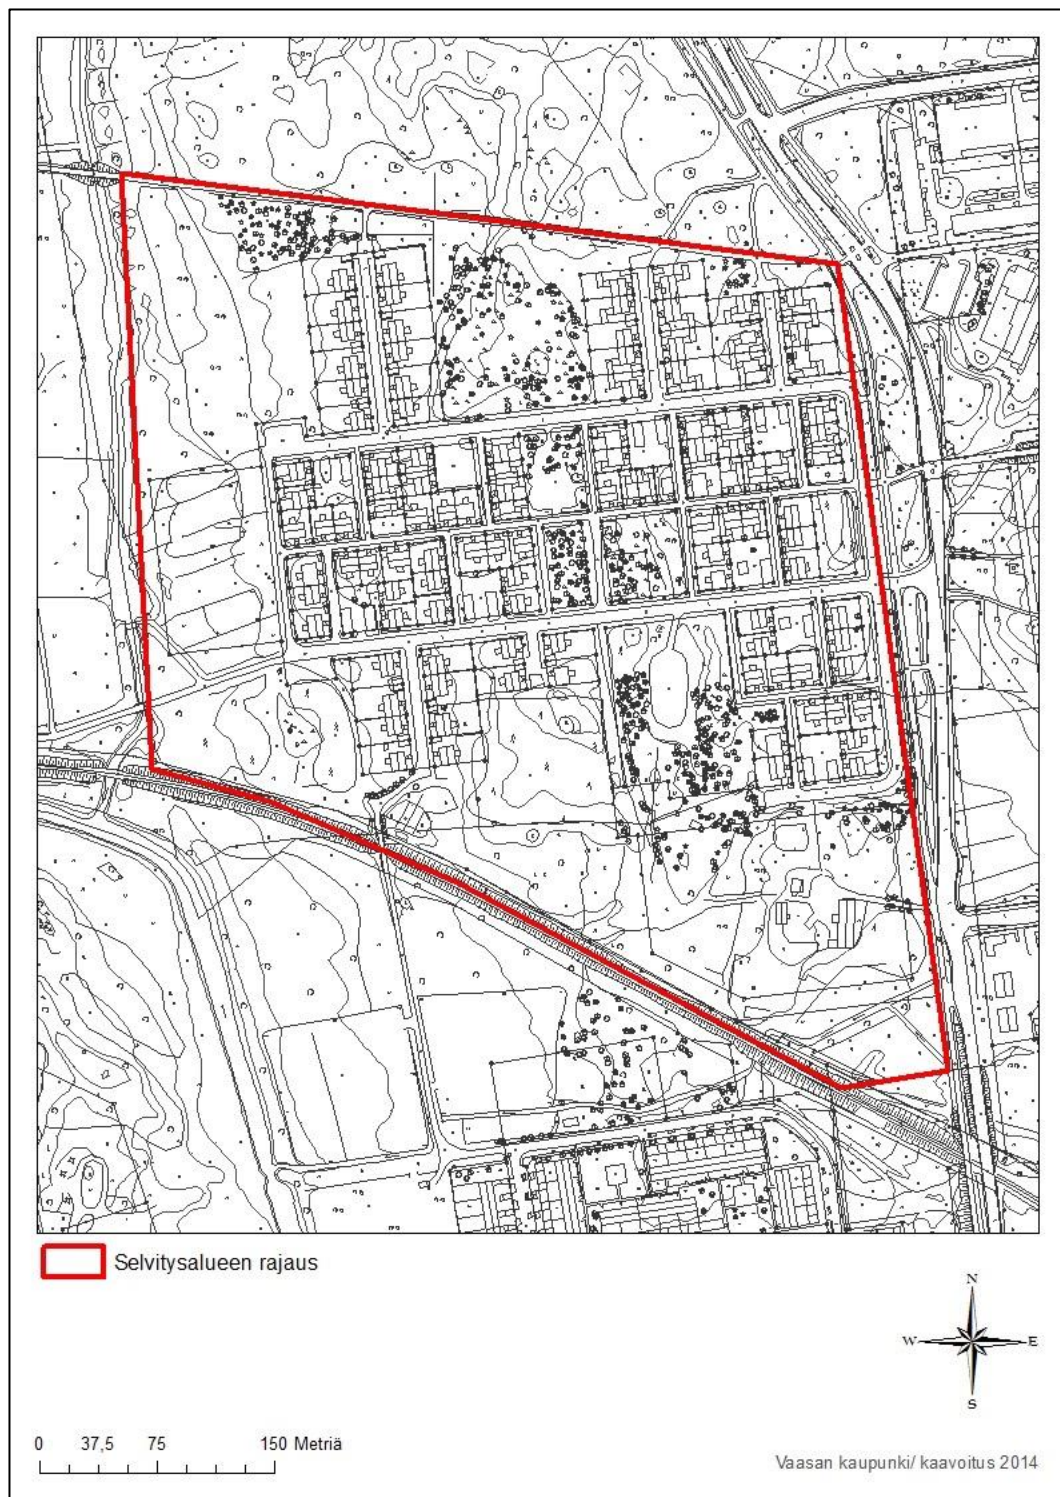 Selvitysalueen rajaus
N
W E
S
0 37,5 75 150 Metriä
Vaasan kaupunki/ kaavoitus 2014